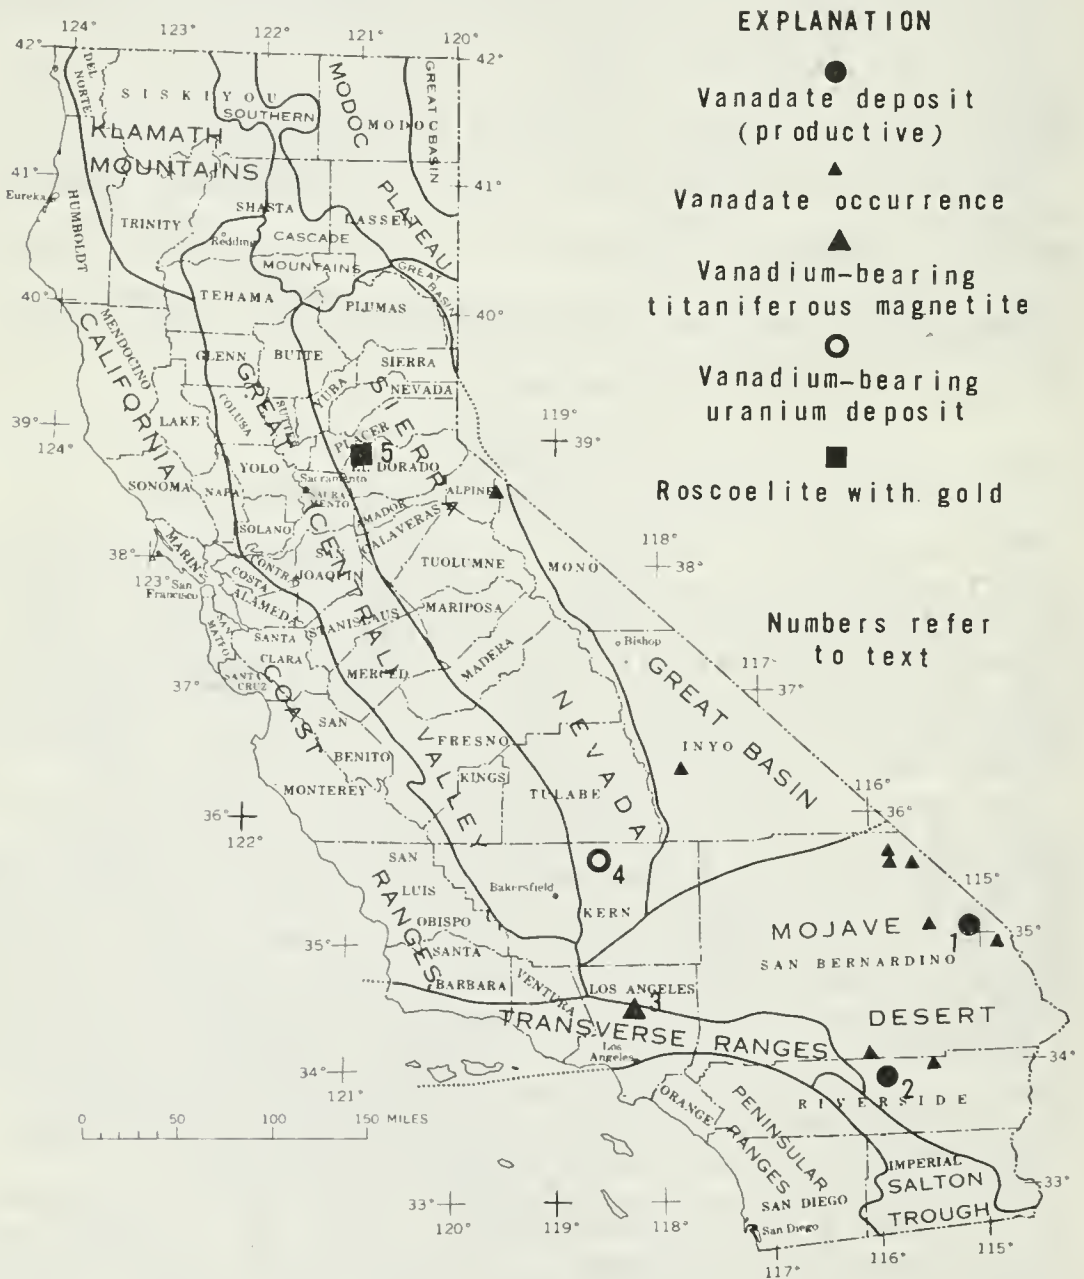 124°
123°
122°
121°
120°
42°
42°
EXPLANATION
Vanadate deposit
(productive)
Vanadate occurrence
Vanadium-bearing
titaniferous magnetite
Vanadium-bearing
uranium deposit
Roscoelite with gold
Numbers refer
to text
DEL NORTE
SISKIYOU
SOUTHERN
MODOC
MODOC
GREAT BASIN
KLAMATH
MOUNTAINS
41°
41°
Eureka
HUMBOLDT
TRINITY
SHASTA
LASSEN
PLATEAU
Redding
CASCADE
MOUNTAINS
GREAT
BASIN
40°
40°
TEHAMA
PLUMAS
MENDOCINO
GLENN
BUTTE
SIERRA
NEVADA
YUBA
CALIFORNIA
LAKE
COLUSA
SUTTER
PLACER
GREAT
SIERRA
39°
124°
119°
39°
5
EL DORADO
YOLO
Sacramento
SACRA
MENTO
ALPINE
SONOMA
NAPA
AMADOR
CALAVERAS
SOLANO
CENTRAL
38°
123°
118°
38°
MARIN
CONTRA
COSTA
SAN
JOAQUIN
TUOLUMNE
MONO
San
Francisco
ALAMEDA
STANISLAUS
MARIPOSA
SAN
MATEO
SANTA
CLARA
Bishop
MADERA
MERCED
SANTA
CRUZ
37°
117°
37°
COAST
SAN
BENITO
FRESNO
NEVADA
GREAT BASIN
INYO
VALLEY
KINGS
MONTEREY
TULARE
116°
36°
36°
122°
SAN
LUIS
OBISPO
4
Bakersfield
KERN
115°
RANGES
MOJAVE
1
35°
35°
SAN BERNARDINO
SANTA
BARBARA
VENTURA
LOS ANGELES
3
DESERT
TRANSVERSE RANGES
Los
Angeles
34°
121°
34°
2
RIVERSIDE
ORANGE
PENINSULAR
RANGES
0 50 100 150 MILES
IMPERIAL
SALTON
TROUGH
33°
33°
SAN DIEGO
San Diego
120°
119°
118°
117°
116°
115°